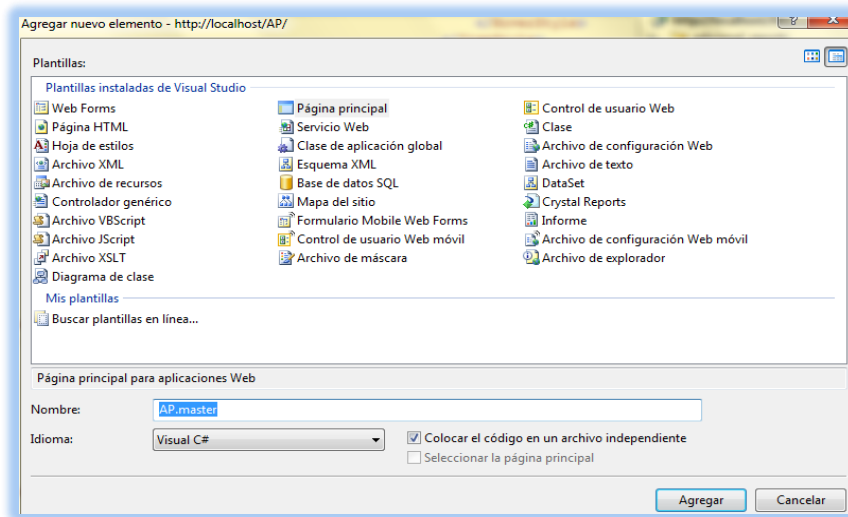 Agregar nuevo elemento - http://localhost/AP/
Plantillas:
Plantillas instaladas de Visual Studio
Web Forms Página principal Control de usuario Web
Página HTML Servicio Web Clase
Hoja de estilos Clase de aplicación global Archivo de configuración Web
Archivo XML Esquema XML Archivo de texto
Archivo de recursos Base de datos SQL DataSet
Controlador genérico Mapa del sitio Crystal Reports
Archivo VBScript Formulario Mobile Web Forms Informe
Archivo JScript Control de usuario Web móvil Archivo de configuración Web móvil
Archivo XSLT Archivo de máscara Archivo de explorador
Diagrama de clase
Mis plantillas
Buscar plantillas en línea...
Página principal para aplicaciones Web
Nombre: AP.master
Idioma: Visual C# Colocar el código en un archivo independiente
Seleccionar la página principal
Agregar Cancelar